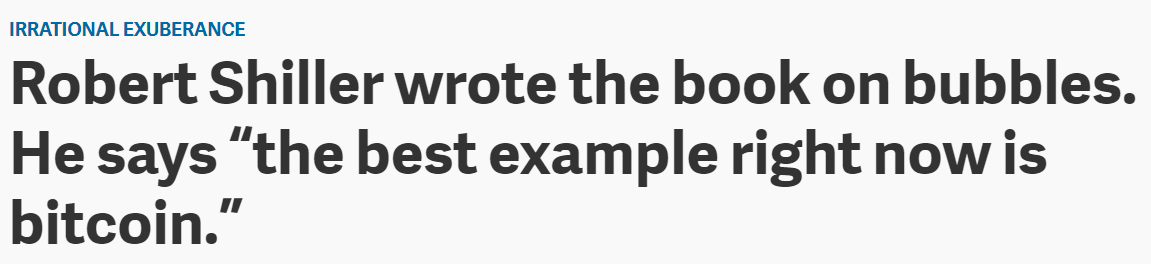 IRRATIONAL EXUBERANCE
Robert Shiller wrote the book on bubbles.
He says “the best example right now is
bitcoin.”